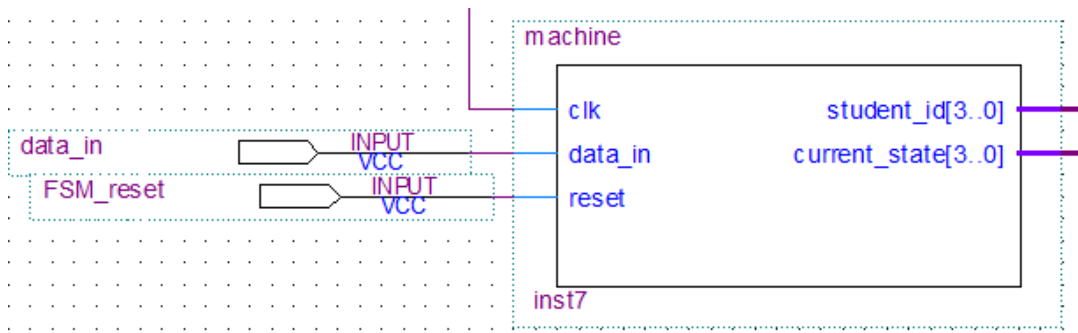 machine
clk
student_id[3..0]
data_in
INPUT
VCC
data_in
current_state[3..0]
FSM_reset
INPUT
VCC
reset
inst7